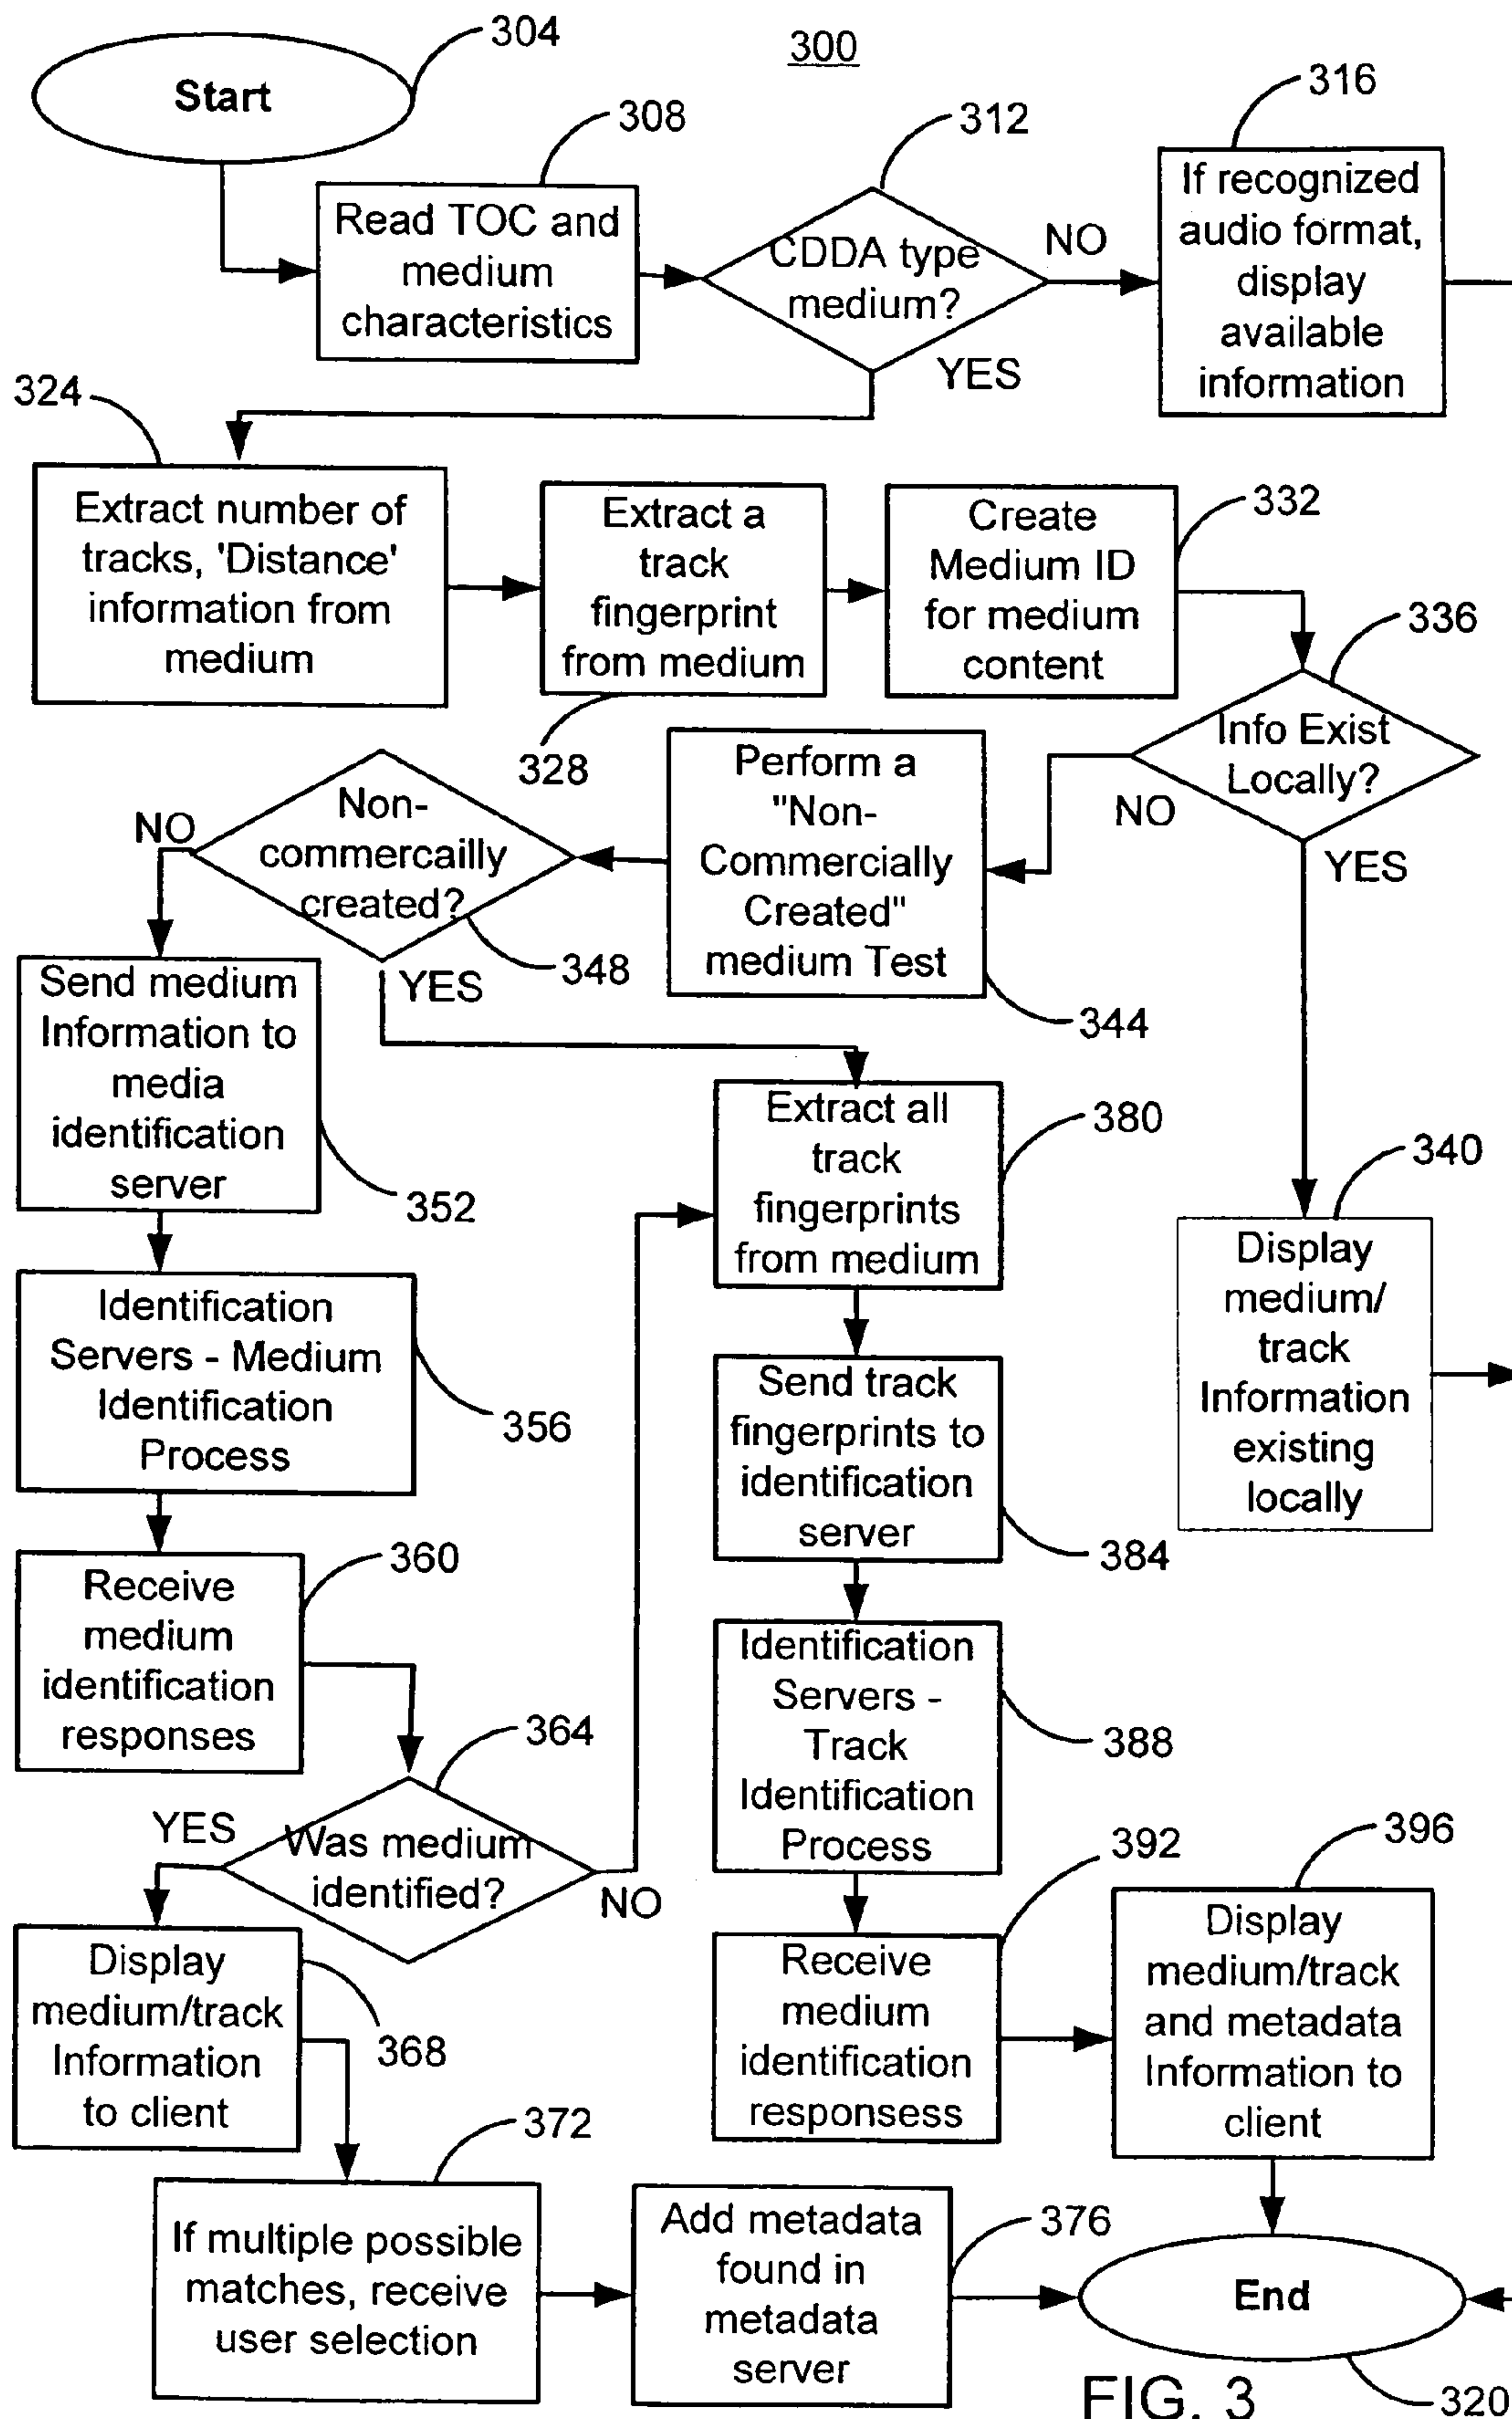 300
304
Start
308
Read TOC and
medium
characteristics
312
CDDA type
medium?
NO
YES
316
If recognized
audio format,
display
available
information
324
Extract number of
tracks, 'Distance'
information from
medium
Extract a
track
fingerprint
from medium
328
Create
Medium ID
for medium
content
332
336
Info Exist
Locally?
NO
YES
Perform a
"Non-
Commercially
Created"
medium Test
344
Non-
commercailly
created?
NO
YES
348
Send medium
Information to
media
identification
server
352
Identification
Servers - Medium
Identification
Process
356
Receive
medium
identification
responses
360
364
Was medium
identified?
YES
NO
Display
medium/track
Information
to client
368
372
If multiple possible
matches, receive
user selection
Add metadata
found in
metadata
server
376
Extract all
track
fingerprints
from medium
380
Send track
fingerprints to
identification
server
384
Identification
Servers -
Track
Identification
Process
388
Receive
medium
identification
responsess
392
340
Display
medium/
track
Information
existing
locally
396
Display
medium/track
and metadata
Information to
client
End
320
FIG. 3